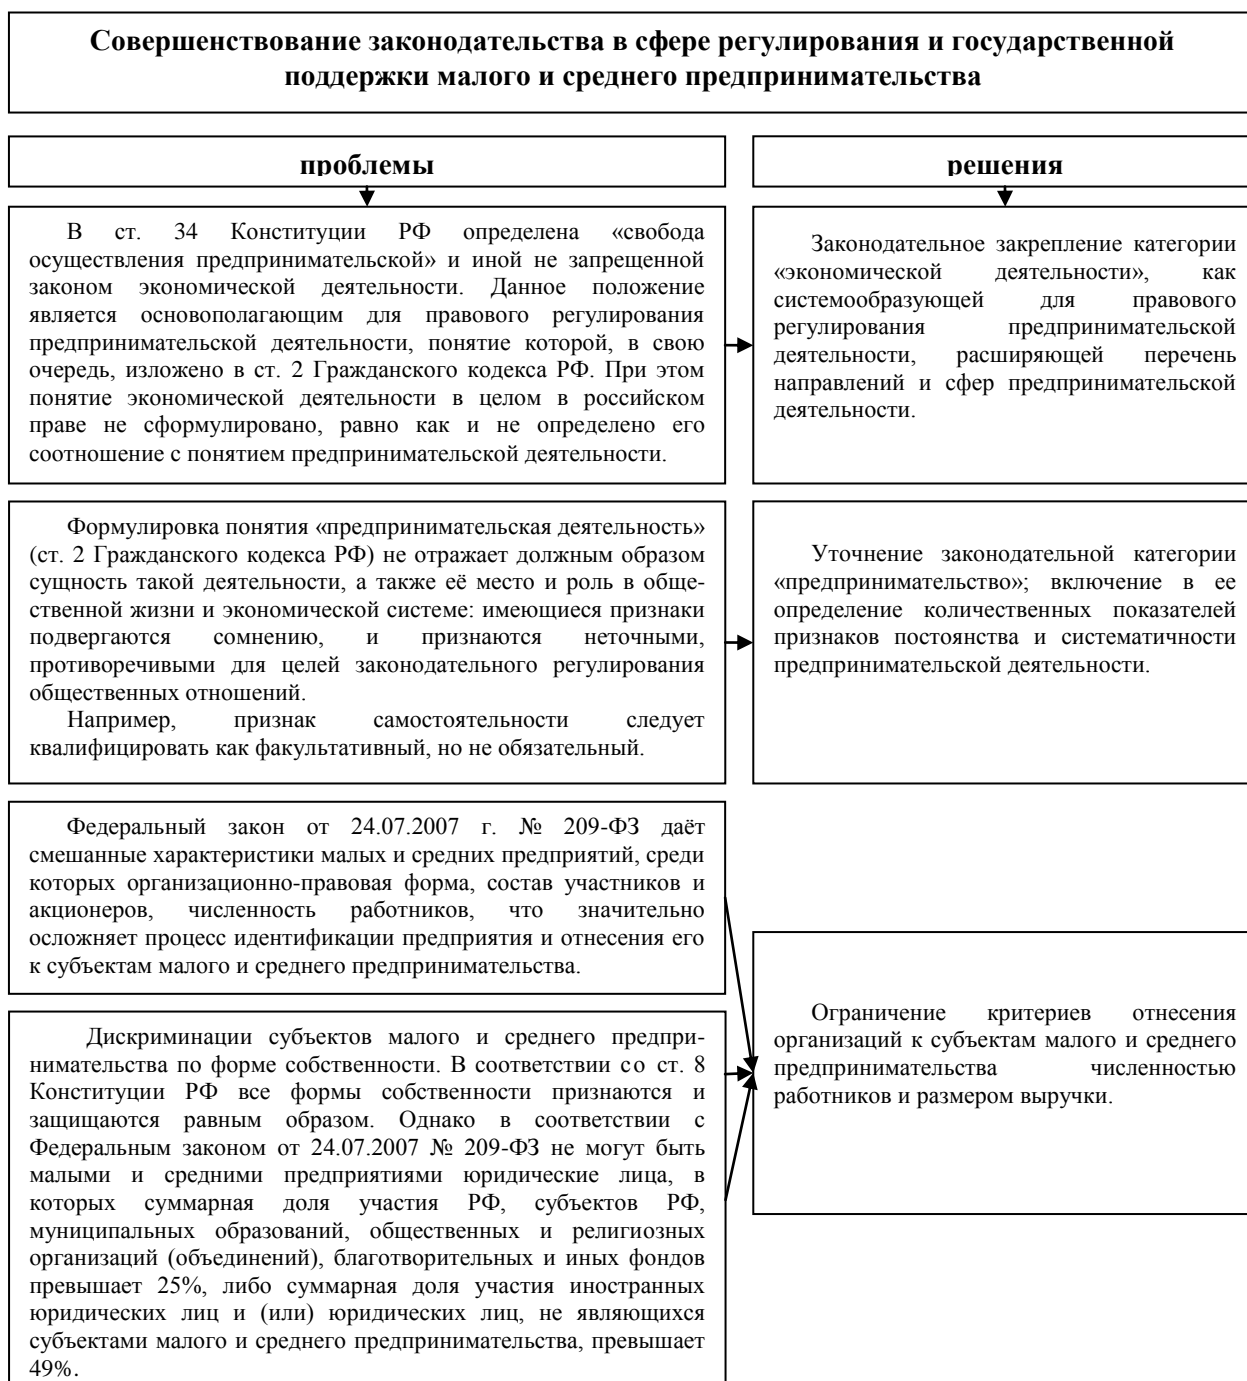 Совершенствование законодательства в сфере регулирования и государственной
поддержки малого и среднего предпринимательства
проблемы
решения
В ст. 34 Конституции РФ определена «свобода
осуществления предпринимательской» и иной не запрещенной
законом экономической деятельности. Данное положение
является основополагающим для правового регулирования
предпринимательской деятельности, понятие которой, в свою
очередь, изложено в ст. 2 Гражданского кодекса РФ. При этом
понятие экономической деятельности в целом в российском
праве не сформулировано, равно как и не определено его
соотношение с понятием предпринимательской деятельности.
Законодательное закрепление категории
«экономической деятельности», как
системообразующей для правового
регулирования предпринимательской
деятельности, расширяющей перечень
направлений и сфер предпринимательской
деятельности.
Формулировка понятия «предпринимательская деятельность»
(ст. 2 Гражданского кодекса РФ) не отражает должным образом
сущность такой деятельности, а также её место и роль в обще-
ственной жизни и экономической системе: имеющиеся признаки
подвергаются сомнению, и признаются неточными,
противоречивыми для целей законодательного регулирования
общественных отношений.
Например, признак самостоятельности следует
квалифицировать как факультативный, но не обязательный.
Уточнение законодательной категории
«предпринимательство»; включение в ее
определение количественных показателей
признаков постоянства и систематичности
предпринимательской деятельности.
Федеральный закон от 24.07.2007 г. № 209-ФЗ даёт
смешанные характеристики малых и средних предприятий, среди
которых организационно-правовая форма, состав участников и
акционеров, численность работников, что значительно
осложняет процесс идентификации предприятия и отнесения его
к субъектам малого и среднего предпринимательства.
Дискриминации субъектов малого и среднего предпри-
нимательства по форме собственности. В соответствии со ст. 8
Конституции РФ все формы собственности признаются и
защищаются равным образом. Однако в соответствии с
Федеральным законом от 24.07.2007 № 209-ФЗ не могут быть
малыми и средними предприятиями юридические лица, в
которых суммарная доля участия РФ, субъектов РФ,
муниципальных образований, общественных и религиозных
организаций (объединений), благотворительных и иных фондов
превышает 25%, либо суммарная доля участия иностранных
юридических лиц и (или) юридических лиц, не являющихся
субъектами малого и среднего предпринимательства, превышает
49%.
Ограничение критериев отнесения
организаций к субъектам малого и среднего
предпринимательства численностью
работников и размером выручки.